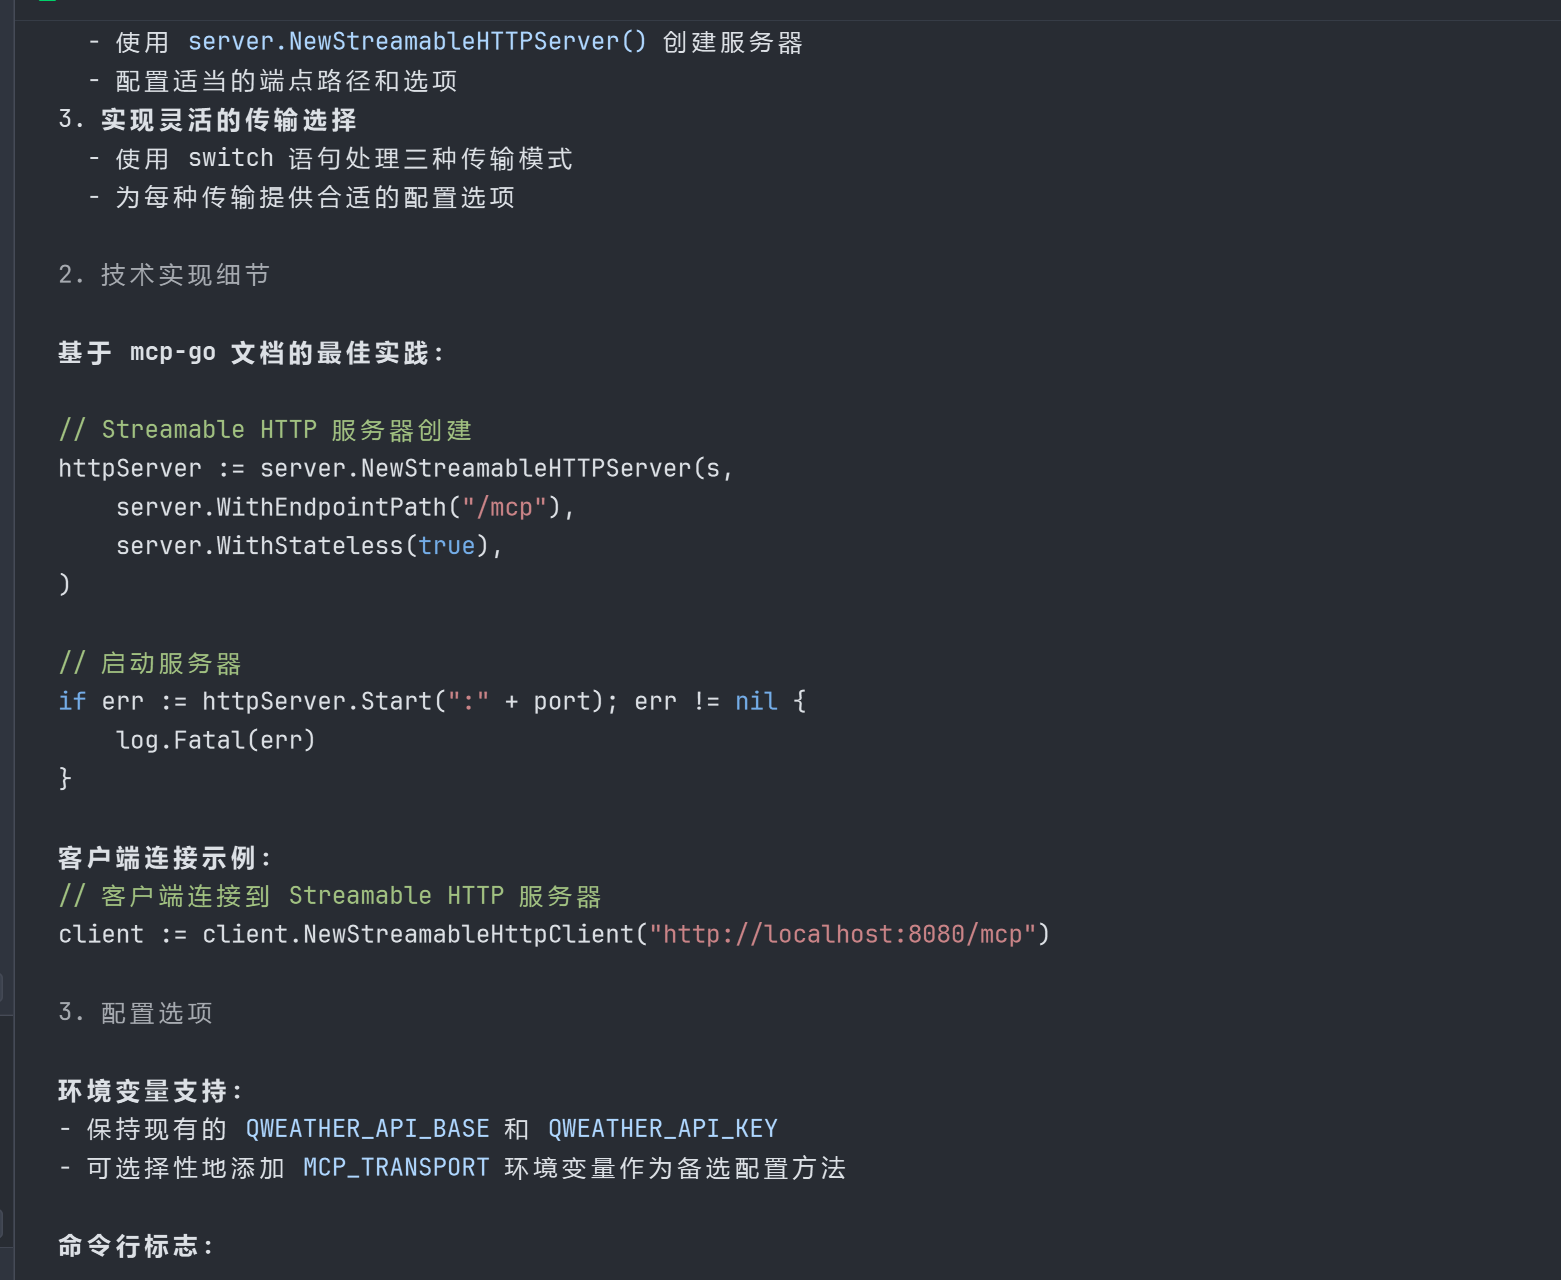 - 使用 server.NewStreamableHTTPServer() 创建服务器
- 配置适当的端点路径和选项
3. 实现灵活的传输选择
- 使用 switch 语句处理三种传输模式
- 为每种传输提供合适的配置选项
2. 技术实现细节
基于 mcp-go 文档的最佳实践:
// Streamable HTTP 服务器创建
httpServer := server.NewStreamableHTTPServer(s,
    server.WithEndpointPath("/mcp"),
    server.WithStateless(true),
)
// 启动服务器
if err := httpServer.Start(":" + port); err != nil {
    log.Fatal(err)
}
客户端连接示例:
// 客户端连接到 Streamable HTTP 服务器
client := client.NewStreamableHttpClient("http://localhost:8080/mcp")
3. 配置选项
环境变量支持:
- 保持现有的 QWEATHER_API_BASE 和 QWEATHER_API_KEY
- 可选择性地添加 MCP_TRANSPORT 环境变量作为备选配置方法
命令行标志: